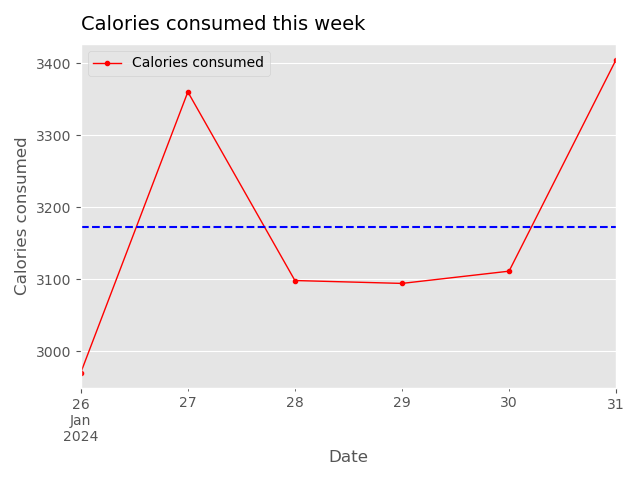 Calories consumed this week
Calories consumed
3400
3300
3200
3100
3000
Calories consumed
26
Jan
2024
27
28
29
30
31
Date